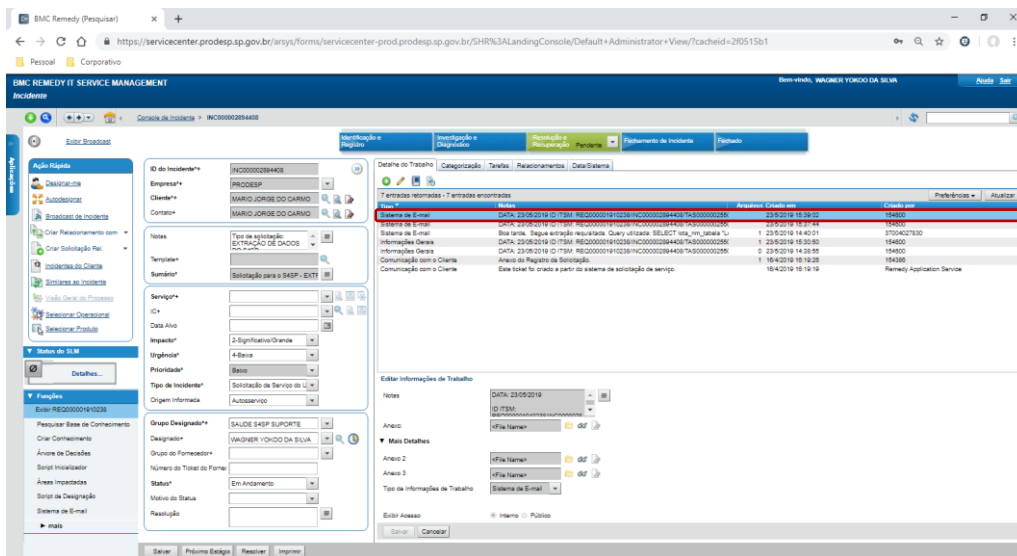 BMC Remedy (Pesquisar)
https://servicecenter.prodesp.sp.gov.br/arsys/forms/servicecenter-prod.prodesp.sp.gov.br/SHR%3ALandingConsole/Default+Administrator+View/?cacheid=2f0515b1
Pessoal Corporativo
BMC REMEDY IT SERVICE MANAGEMENT
Bem-vindo, WAGNER YOKOO DA SILVA
Ajuda Sair
Incidente
Console de Incidente > INC000002894408
Exibir Broadcast
Identificação e Registro
Investigação e Diagnóstico
Resolução e Recuperação Pendente
Fechamento de Incidente
Fechado
Aplicações
Ação Rápida
Designar-me
Autodesignar
Broadcast de Incidente
Criar Relacionamento com
Criar Solicitação Rel.
Incidentes do Cliente
Similares ao Incidente
Visão Geral do Processo
Selecionar Operacional
Selecionar Produto
Status do SLM
Detalhes...
Funções
Exibir REQ000001910238
Pesquisar Base de Conhecimento
Criar Conhecimento
Árvore de Decisões
Script Inicializador
Áreas Impactadas
Script de Designação
Sistema de E-mail
mais
ID do Incidente*+ INC000002894408
Empresa*+ PRODESP
Cliente*+ MARIO JORGE DO CARMO
Contato+ MARIO JORGE DO CARMO
Notas Tipo de solicitação:
EXTRAÇÃO DE DADOS
Template+
Sumário* Solicitação para o S4SP - EXTR
Serviço*+
IC+
Data Alvo
Impacto* 2-Significativo/Grande
Urgência* 4-Baixa
Prioridade* Baixo
Tipo de Incidente* Solicitação de Serviço do U
Origem Informada Autosserviço
Grupo Designado*+ SAUDE S4SP SUPORTE
Designado+ WAGNER YOKOO DA SILVA
Grupo do Fornecedor+
Número do Ticket do Forne
Status* Em Andamento
Motivo do Status
Resolução
Salvar Próximo Estágio Resolver Imprimir
Detalhe do Trabalho Categorização Tarefas Relacionamentos Data/Sistema
7 entradas retornadas - 7 entradas encontradas
Preferências Atualizar
Tipo Notas Arquivos Criado em Criado por
Sistema de E-mail DATA: 23/05/2019 ID ITSM: REQ000001910238/INC000002894408/TAS00000255 23/5/2019 15:39:02 154600
Sistema de E-mail DATA: 23/05/2019 ID ITSM: REQ000001910238/INC000002894408/TAS00000255 23/5/2019 15:37:44 154600
Sistema de E-mail Boa tarde. Segue extração requisitada. Query utilizada: SELECT lota_nm_tabela "L 1 23/5/2019 14:40:01 37004027830
Informações Gerais DATA: 23/05/2019 ID ITSM: REQ000001910238/INC000002894408/TAS00000255 1 23/5/2019 15:30:50 154600
Informações Gerais DATA: 23/05/2019 ID ITSM: REQ000001910238/INC000002894408/TAS00000255 0 23/5/2019 14:38:55 154600
Comunicação com o Cliente Anexo do Registro da Solicitação. 1 16/4/2019 16:19:26 154386
Comunicação com o Cliente Este ticket foi criado a partir do sistema de solicitação de serviço. 16/4/2019 16:19:19 Remedy Application Service
Editar Informações de Trabalho
Notas DATA: 23/05/2019
ID ITSM:
Anexo: <File Name>
Mais Detalhes
Anexo 2 <File Name>
Anexo 3 <File Name>
Tipo de Informações de Trabalho Sistema de E-mail
Exibir Acesso Interno Público
Salvar Cancelar